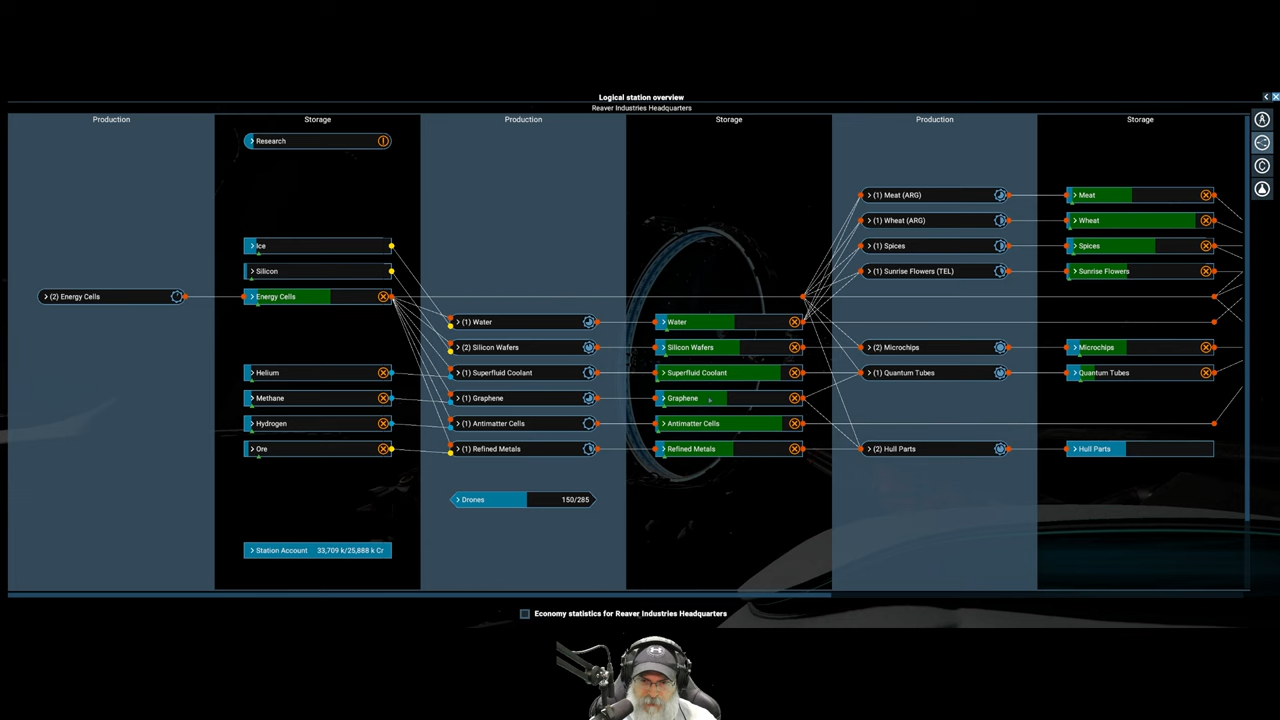 Logical station overview
Reaver Industries Headquarters
Production
Storage
Production
Storage
Production
Storage
Research
(1) Meat (ARG)
Meat
(1) Wheat (ARG)
Wheat
Ice
(1) Spices
Spices
Silicon
(1) Sunrise Flowers (TEL)
Sunrise Flowers
(2) Energy Cells
Energy Cells
(1) Water
Water
(2) Silicon Wafers
Silicon Wafers
(2) Microchips
Microchips
Helium
(1) Superfluid Coolant
Superfluid Coolant
(1) Quantum Tubes
Quantum Tubes
Methane
(1) Graphene
Graphene
Hydrogen
(1) Antimatter Cells
Antimatter Cells
Ore
(1) Refined Metals
Refined Metals
(2) Hull Parts
Hull Parts
Drones 150/285
Station Account 33,709 k/25,888 k Cr
Economy statistics for Reaver Industries Headquarters